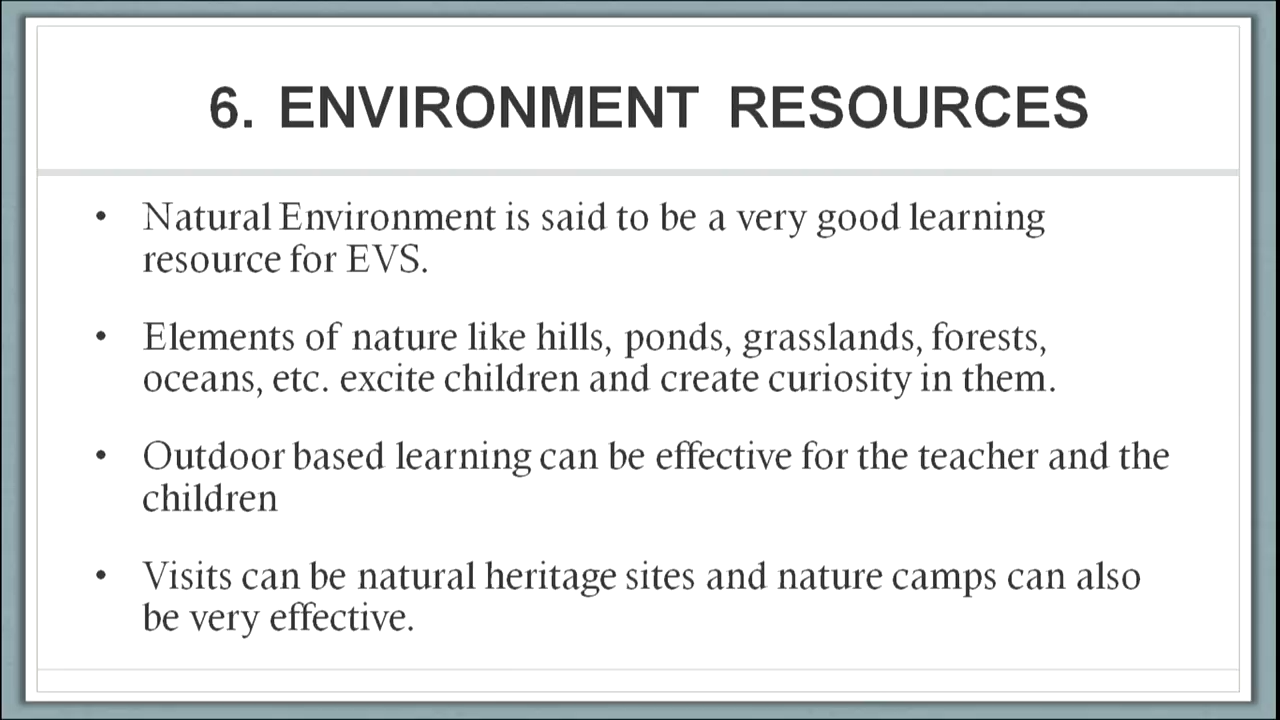 6. ENVIRONMENT RESOURCES
• Natural Environment is said to be a very good learning
resource for EVS.
• Elements of nature like hills, ponds, grasslands, forests,
oceans, etc. excite children and create curiosity in them.
• Outdoor based learning can be effective for the teacher and the
children
• Visits can be natural heritage sites and nature camps can also
be very effective.